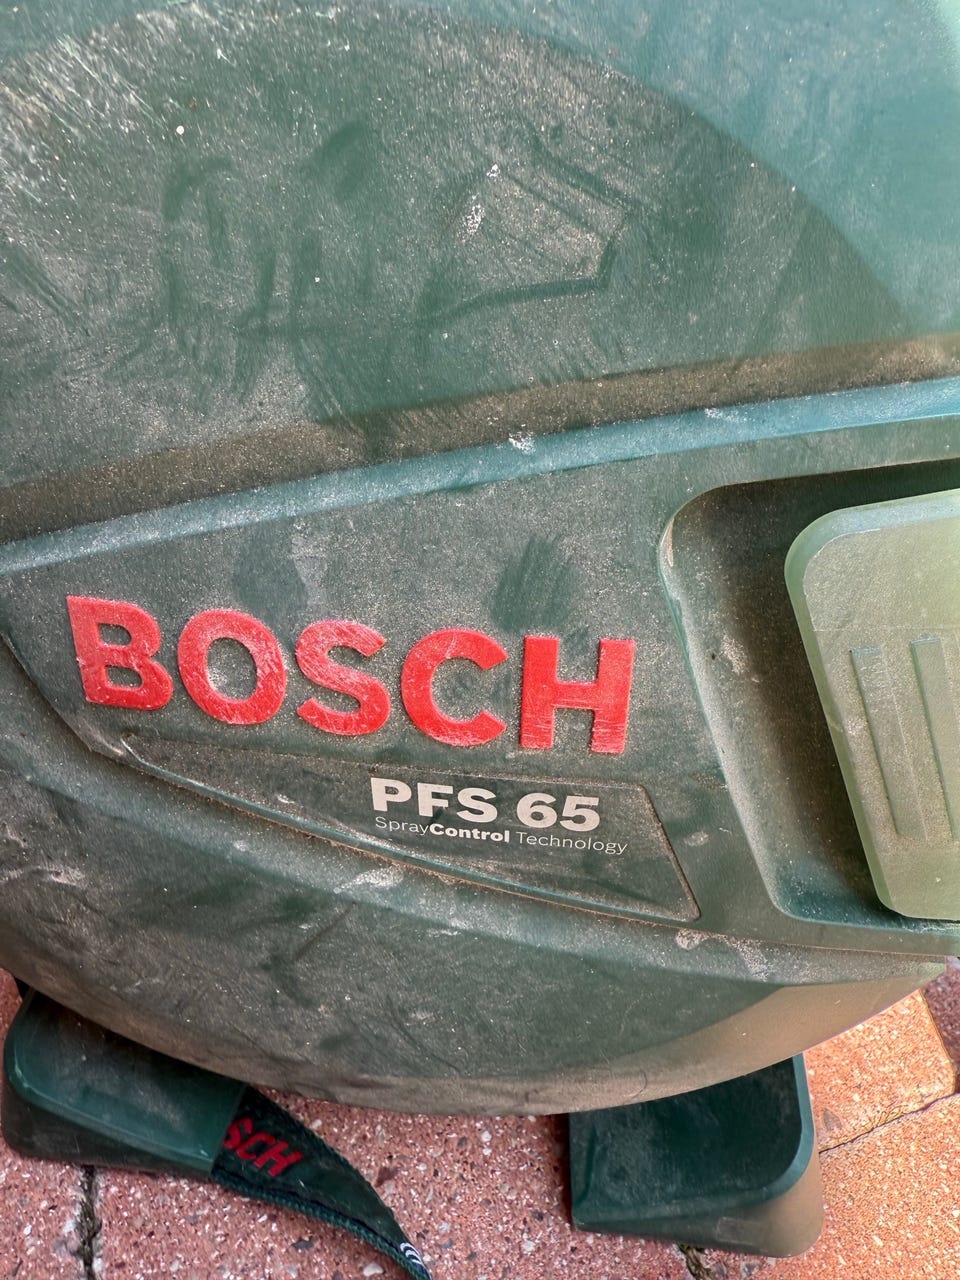 BOSCH
PFS 65
SprayControl Technology
SCH